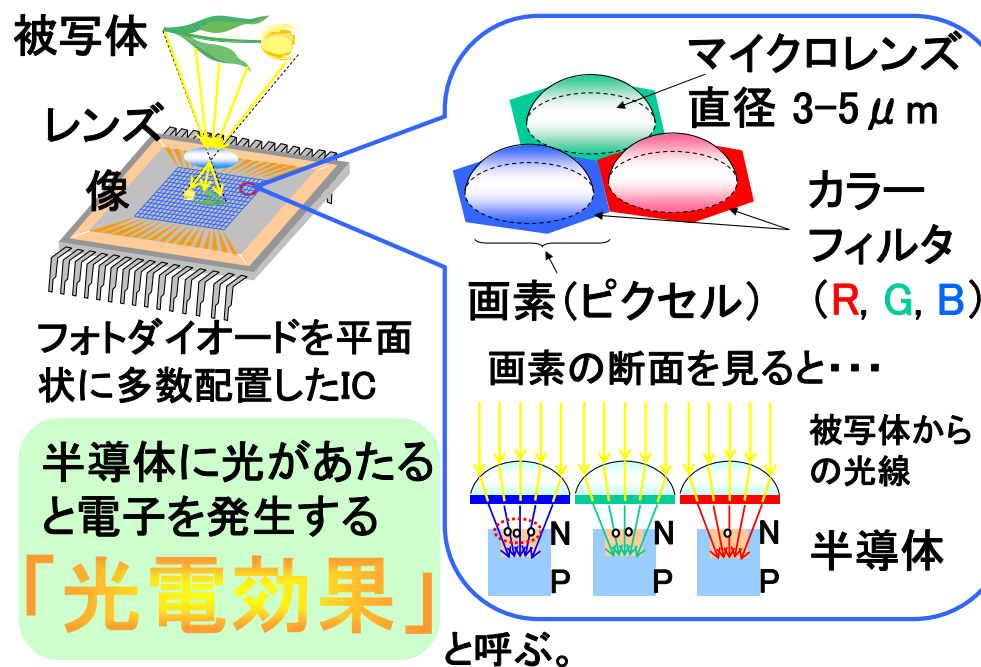 被写体
レンズ
像
フォトダイオードを平面
状に多数配置したIC
半導体に光があたる
と電子を発生する
「光電効果」
と呼ぶ。
マイクロレンズ
直径 3-5μm
カラー
フィルタ
(R, G, B)
画素(ピクセル)
画素の断面を見ると・・・
被写体から
の光線
N
N
N
半導体
P
P
P